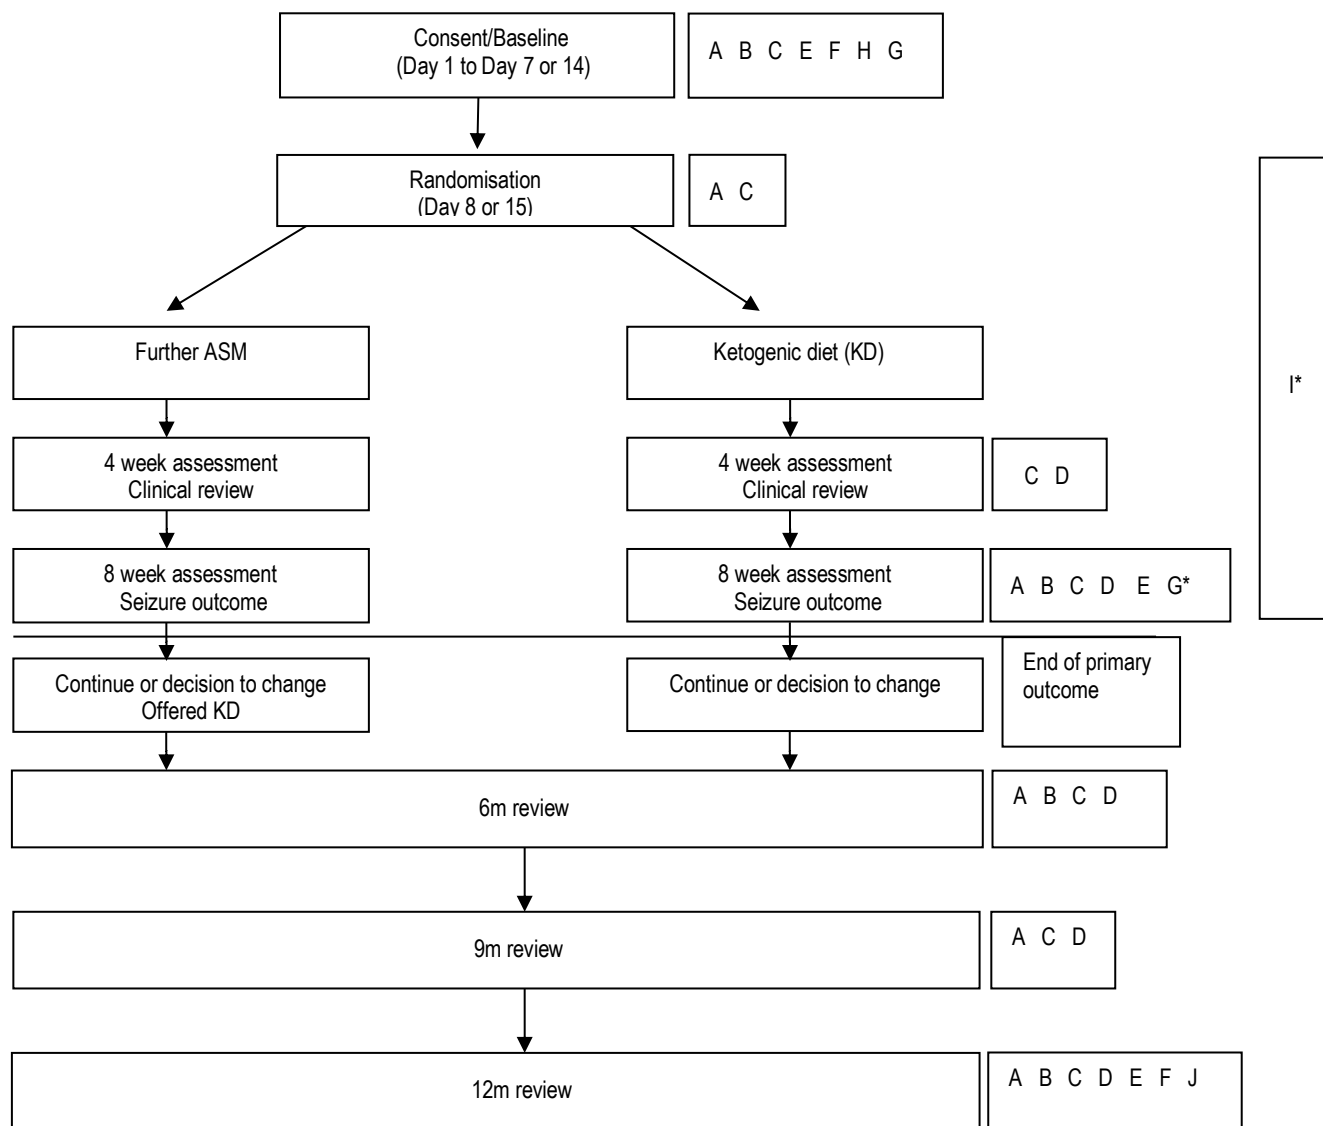 Consent/Baseline
(Day 1 to Day 7 or 14)
A B C E F H G
Randomisation
(Day 8 or 15)
A C
I*
Further ASM
Ketogenic diet (KD)
4 week assessment
Clinical review
4 week assessment
Clinical review
C D
8 week assessment
Seizure outcome
8 week assessment
Seizure outcome
A B C D E G*
Continue or decision to change
Offered KD
Continue or decision to change
End of primary
outcome
6m review
A B C D
9m review
A C D
12m review
A B C D E F J